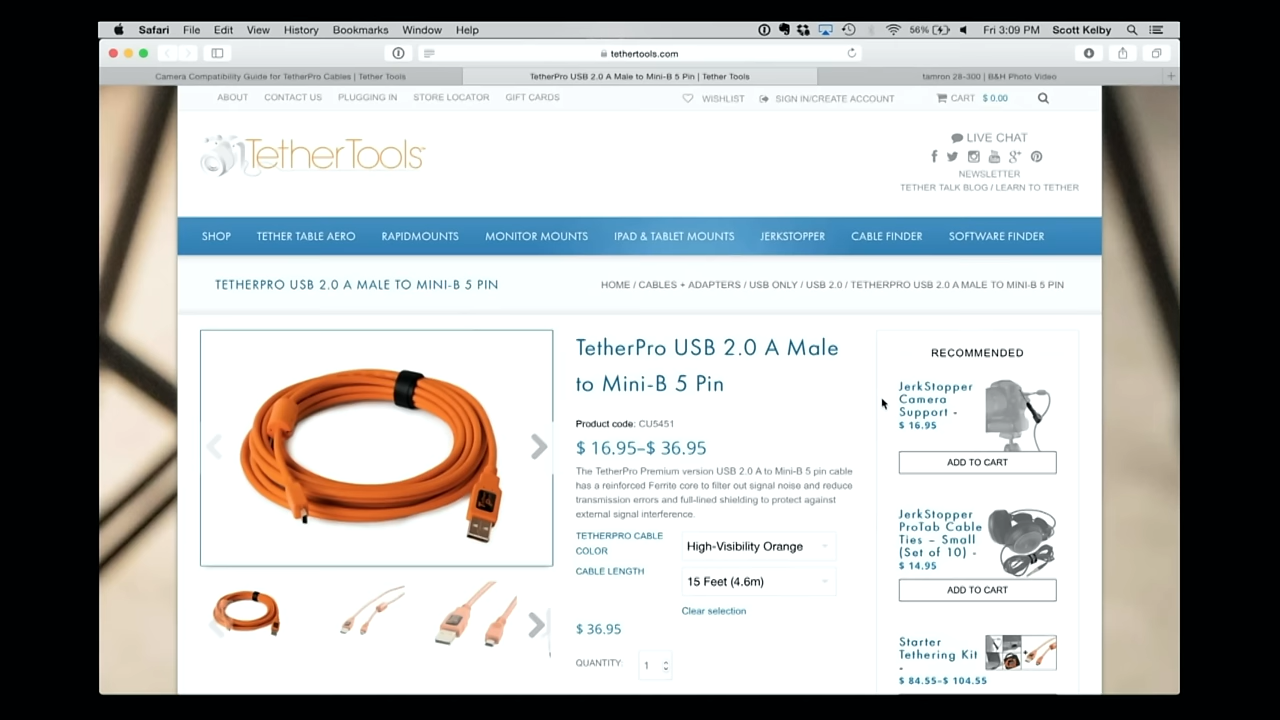 Safari File Edit View History Bookmarks Window Help 56% Fri 3:09 PM Scott Kelby
tethertools.com
Camera Compatibility Guide for TetherPro Cables | Tether Tools
TetherPro USB 2.0 A Male to Mini-B 5 Pin | Tether Tools
tamron 28-300 | B&H Photo Video
ABOUT CONTACT US PLUGGING IN STORE LOCATOR GIFT CARDS WISHLIST SIGN IN/CREATE ACCOUNT CART $ 0.00
TetherTools
LIVE CHAT
NEWSLETTER
TETHER TALK BLOG / LEARN TO TETHER
SHOP TETHER TABLE AERO RAPIDMOUNTS MONITOR MOUNTS IPAD & TABLET MOUNTS JERKSTOPPER CABLE FINDER SOFTWARE FINDER
TETHERPRO USB 2.0 A MALE TO MINI-B 5 PIN
HOME / CABLES + ADAPTERS / USB ONLY / USB 2.0 / TETHERPRO USB 2.0 A MALE TO MINI-B 5 PIN
TetherPro USB 2.0 A Male
to Mini-B 5 Pin
Product code: CU5451
$ 16.95–$ 36.95
The TetherPro Premium version USB 2.0 A to Mini-B 5 pin cable
has a reinforced Ferrite core to filter out signal noise and reduce
transmission errors and full-lined shielding to protect against
external signal interference.
TETHERPRO CABLE
COLOR
High-Visibility Orange
CABLE LENGTH
15 Feet (4.6m)
Clear selection
$ 36.95
QUANTITY: 1
RECOMMENDED
JerkStopper
Camera
Support -
$ 16.95
ADD TO CART
JerkStopper
ProTab Cable
Ties – Small
(Set of 10) -
$ 14.95
ADD TO CART
Starter
Tethering Kit
-
$ 84.55–$ 104.55